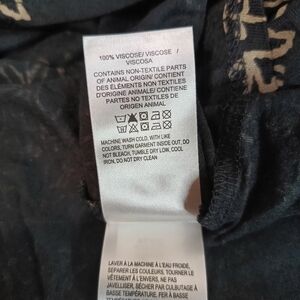 100% VISCOSE/ VISCOSE /
VISCOSA
CONTAINS NON-TEXTILE PARTS
OF ANIMAL ORIGIN/ CONTIENT
DES ÉLÉMENTS NON TEXTILES
D'ORIGINE ANIMALE/ CONTIENE
PARTES NO TEXTILES DE
ORIGEN ANIMAL
MACHINE WASH COLD, WITH LIKE
COLORS, TURN GARMENT INSIDE OUT, DO
NOT BLEACH, TUMBLE DRY LOW, COOL
IRON, DO NOT DRY CLEAN
LAVER À LA MACHINE À L'EAU FROIDE,
SÉPARER LES COULEURS, TOURNER LE
VÊTEMENT À L'ENVERS, NE PAS
JAVELLISER, SÉCHER PAR CULBUTAGE À
BASSE TEMPÉRATURE, FER À
BASSE